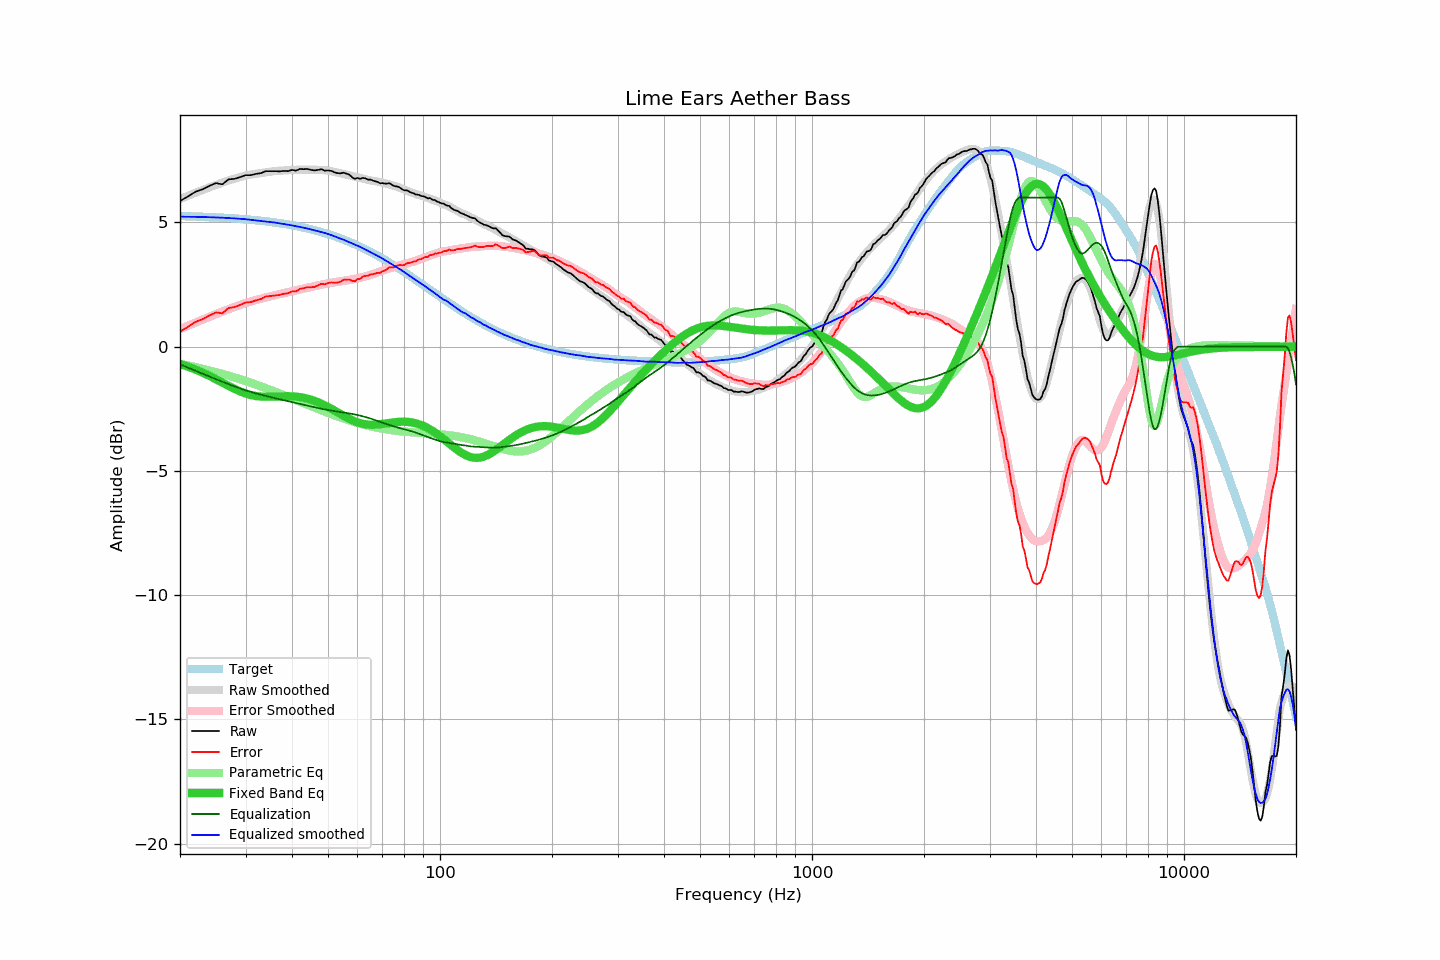 Lime Ears Aether Bass
5
0
−5
−10
−15
−20
Amplitude (dBr)
Target
Raw Smoothed
Error Smoothed
Raw
Error
Parametric Eq
Fixed Band Eq
Equalization
Equalized smoothed
100
1000
10000
Frequency (Hz)